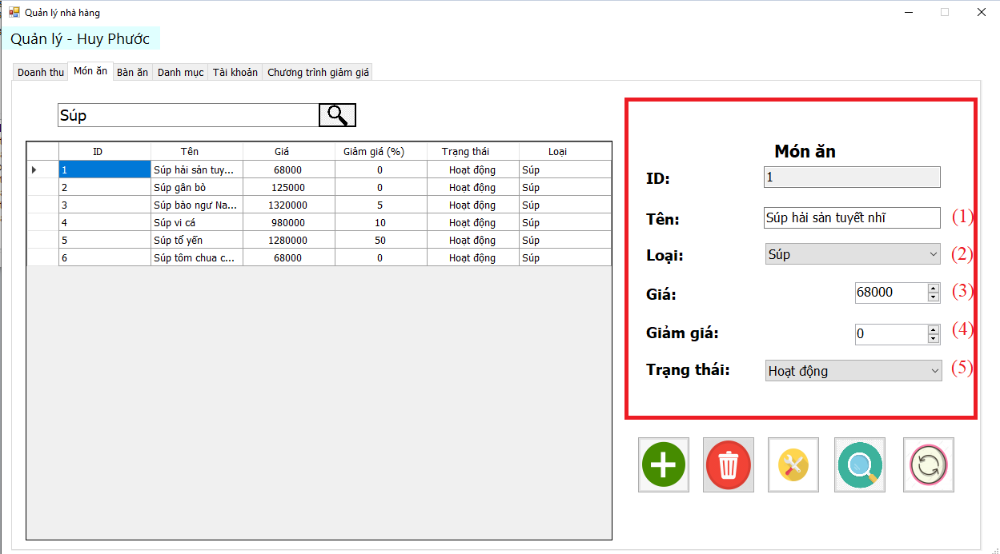 Quản lý nhà hàng
Quản lý - Huy Phước
Doanh thu Món ăn Bàn ăn Danh mục Tài khoản Chương trình giảm giá
Súp
ID Tên Giá Giảm giá (%) Trạng thái Loại
1 Súp hải sản tuy... 68000 0 Hoạt động Súp
2 Súp gân bò 125000 0 Hoạt động Súp
3 Súp bào ngư Na... 1320000 5 Hoạt động Súp
4 Súp vi cá 980000 10 Hoạt động Súp
5 Súp tổ yến 1280000 50 Hoạt động Súp
6 Súp tôm chua c... 68000 0 Hoạt động Súp
Món ăn
ID: 1
Tên: Súp hải sản tuyết nhĩ (1)
Loại: Súp (2)
Giá: 68000 (3)
Giảm giá: 0 (4)
Trạng thái: Hoạt động (5)